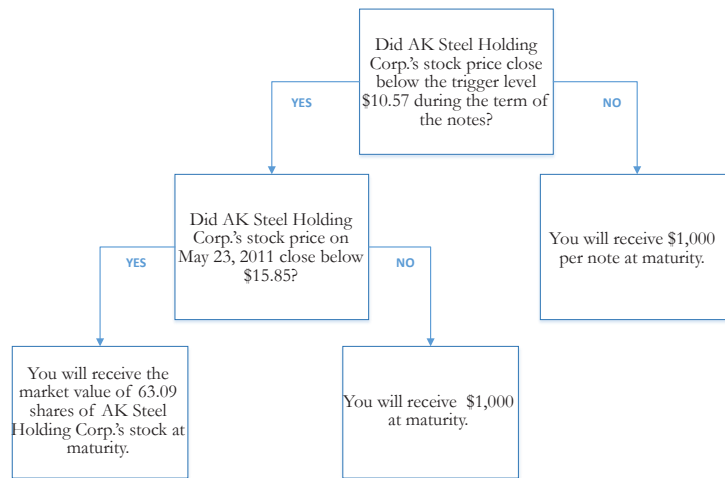 Did AK Steel Holding
Corp.'s stock price close
below the trigger level
$10.57 during the term of
the notes?
YES
NO
Did AK Steel Holding
Corp.'s stock price on
May 23, 2011 close below
$15.85?
You will receive $1,000
per note at maturity.
YES
NO
You will receive the
market value of 63.09
shares of AK Steel
Holding Corp.'s stock at
maturity.
You will receive $1,000
at maturity.